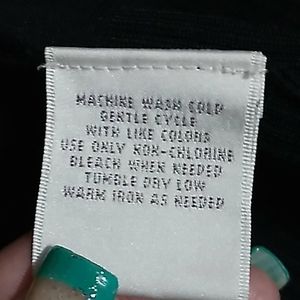 MACHINE WASH COLD
GENTLE CYCLE
WITH LIKE COLORS
USE ONLY NON-CHLORINE
BLEACH WHEN NEEDED
TUMBLE DRY LOW
WARM IRON AS NEEDED